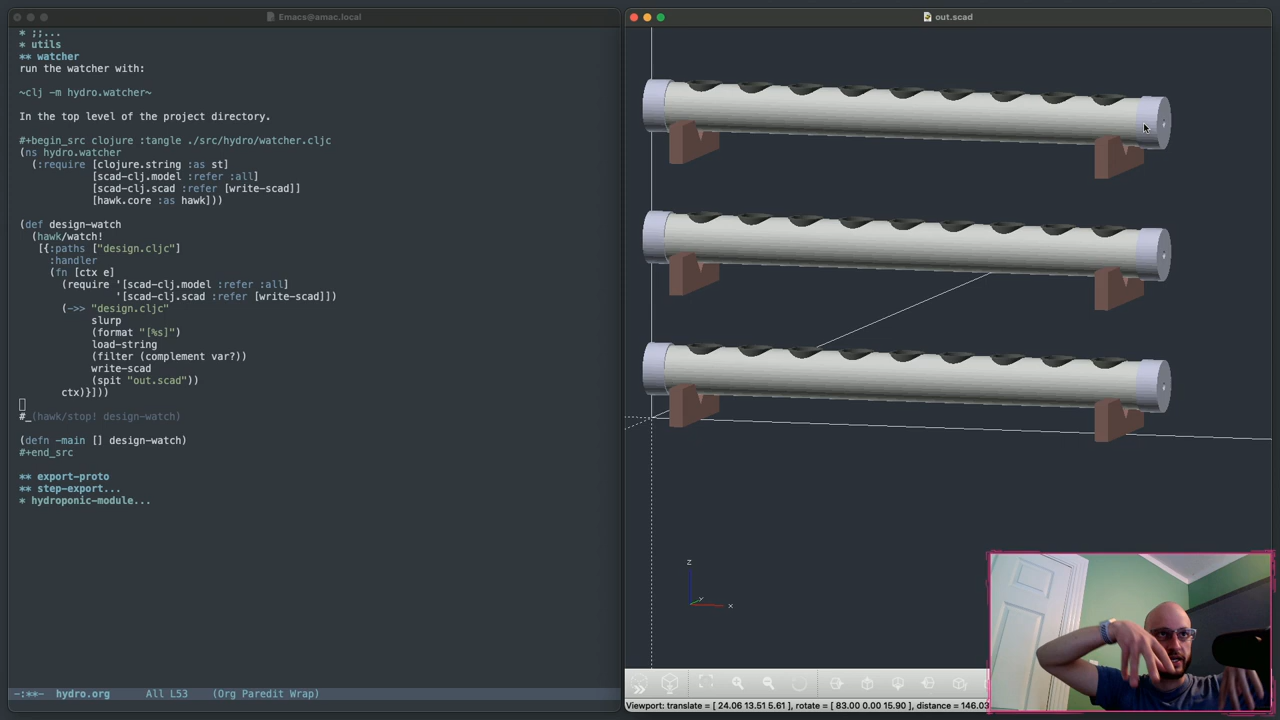 Emacs@amac.local
* ;;...
* utils
** watcher
run the watcher with:
~clj -m hydro.watcher~
In the top level of the project directory.
#+begin_src clojure :tangle ./src/hydro/watcher.cljc
(ns hydro.watcher
(:require [clojure.string :as st]
[scad-clj.model :refer :all]
[scad-clj.scad :refer [write-scad]]
[hawk.core :as hawk]))
(def design-watch
(hawk/watch!
[{:paths ["design.cljc"]
:handler
(fn [ctx e]
(require '[scad-clj.model :refer :all]
'[scad-clj.scad :refer [write-scad]])
(->> "design.cljc"
slurp
(format "[%s]")
load-string
(filter (complement var?))
write-scad
(spit "out.scad"))
ctx)}]))
#_(hawk/stop! design-watch)
(defn -main [] design-watch)
#+end_src
** export-proto
** step-export...
* hydroponic-module...
-:**- hydro.org All L53 (Org Paredit Wrap)
out.scad
z
Y
x
Viewport: translate = [ 24.06 13.51 5.61 ], rotate = [ 83.00 0.00 15.90 ], distance = 146.03